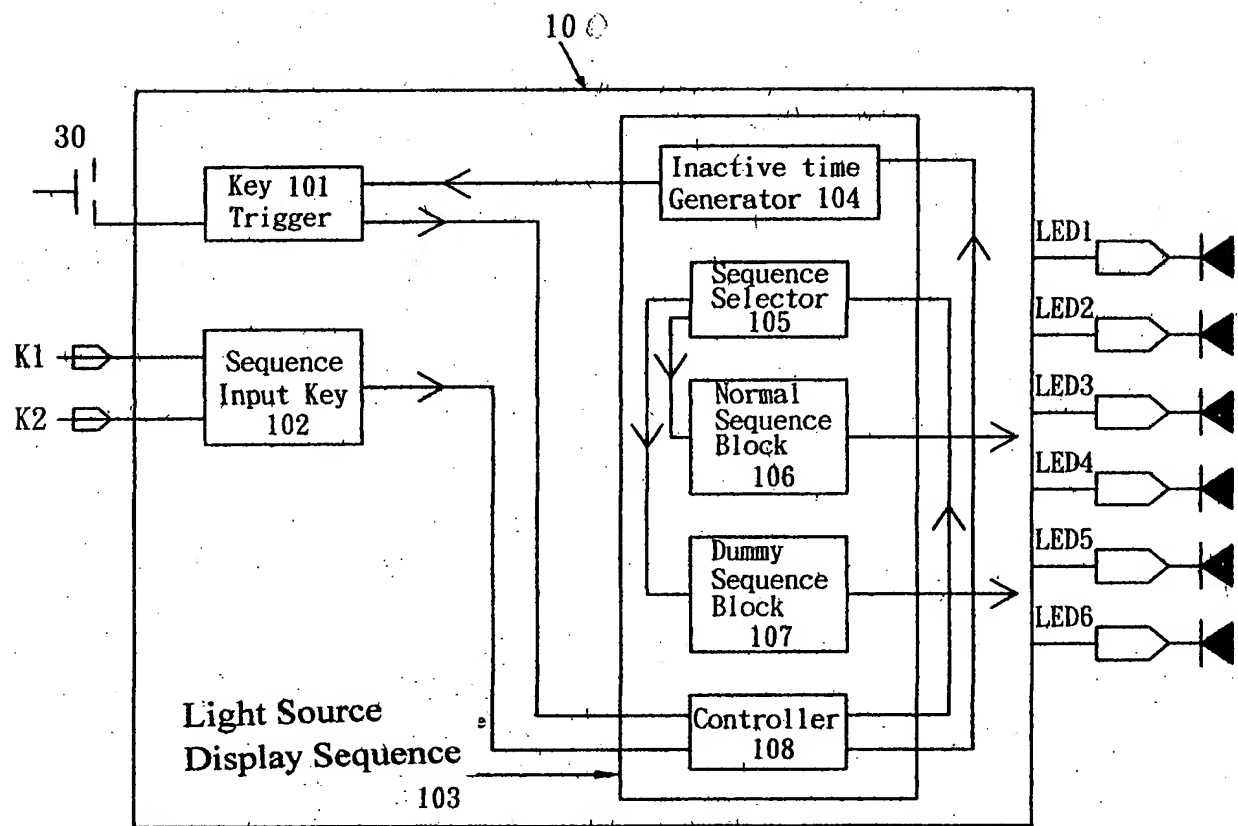 10
30
Key 101
Trigger
Inactive time
Generator 104
LED1
Sequence
Selector
105
LED2
K1
Sequence
Input Key
102
K2
Normal
Sequence
Block
106
LED3
LED4
Dummy
Sequence
Block
107
LED5
LED6
Light Source
Display Sequence
103
Controller
108